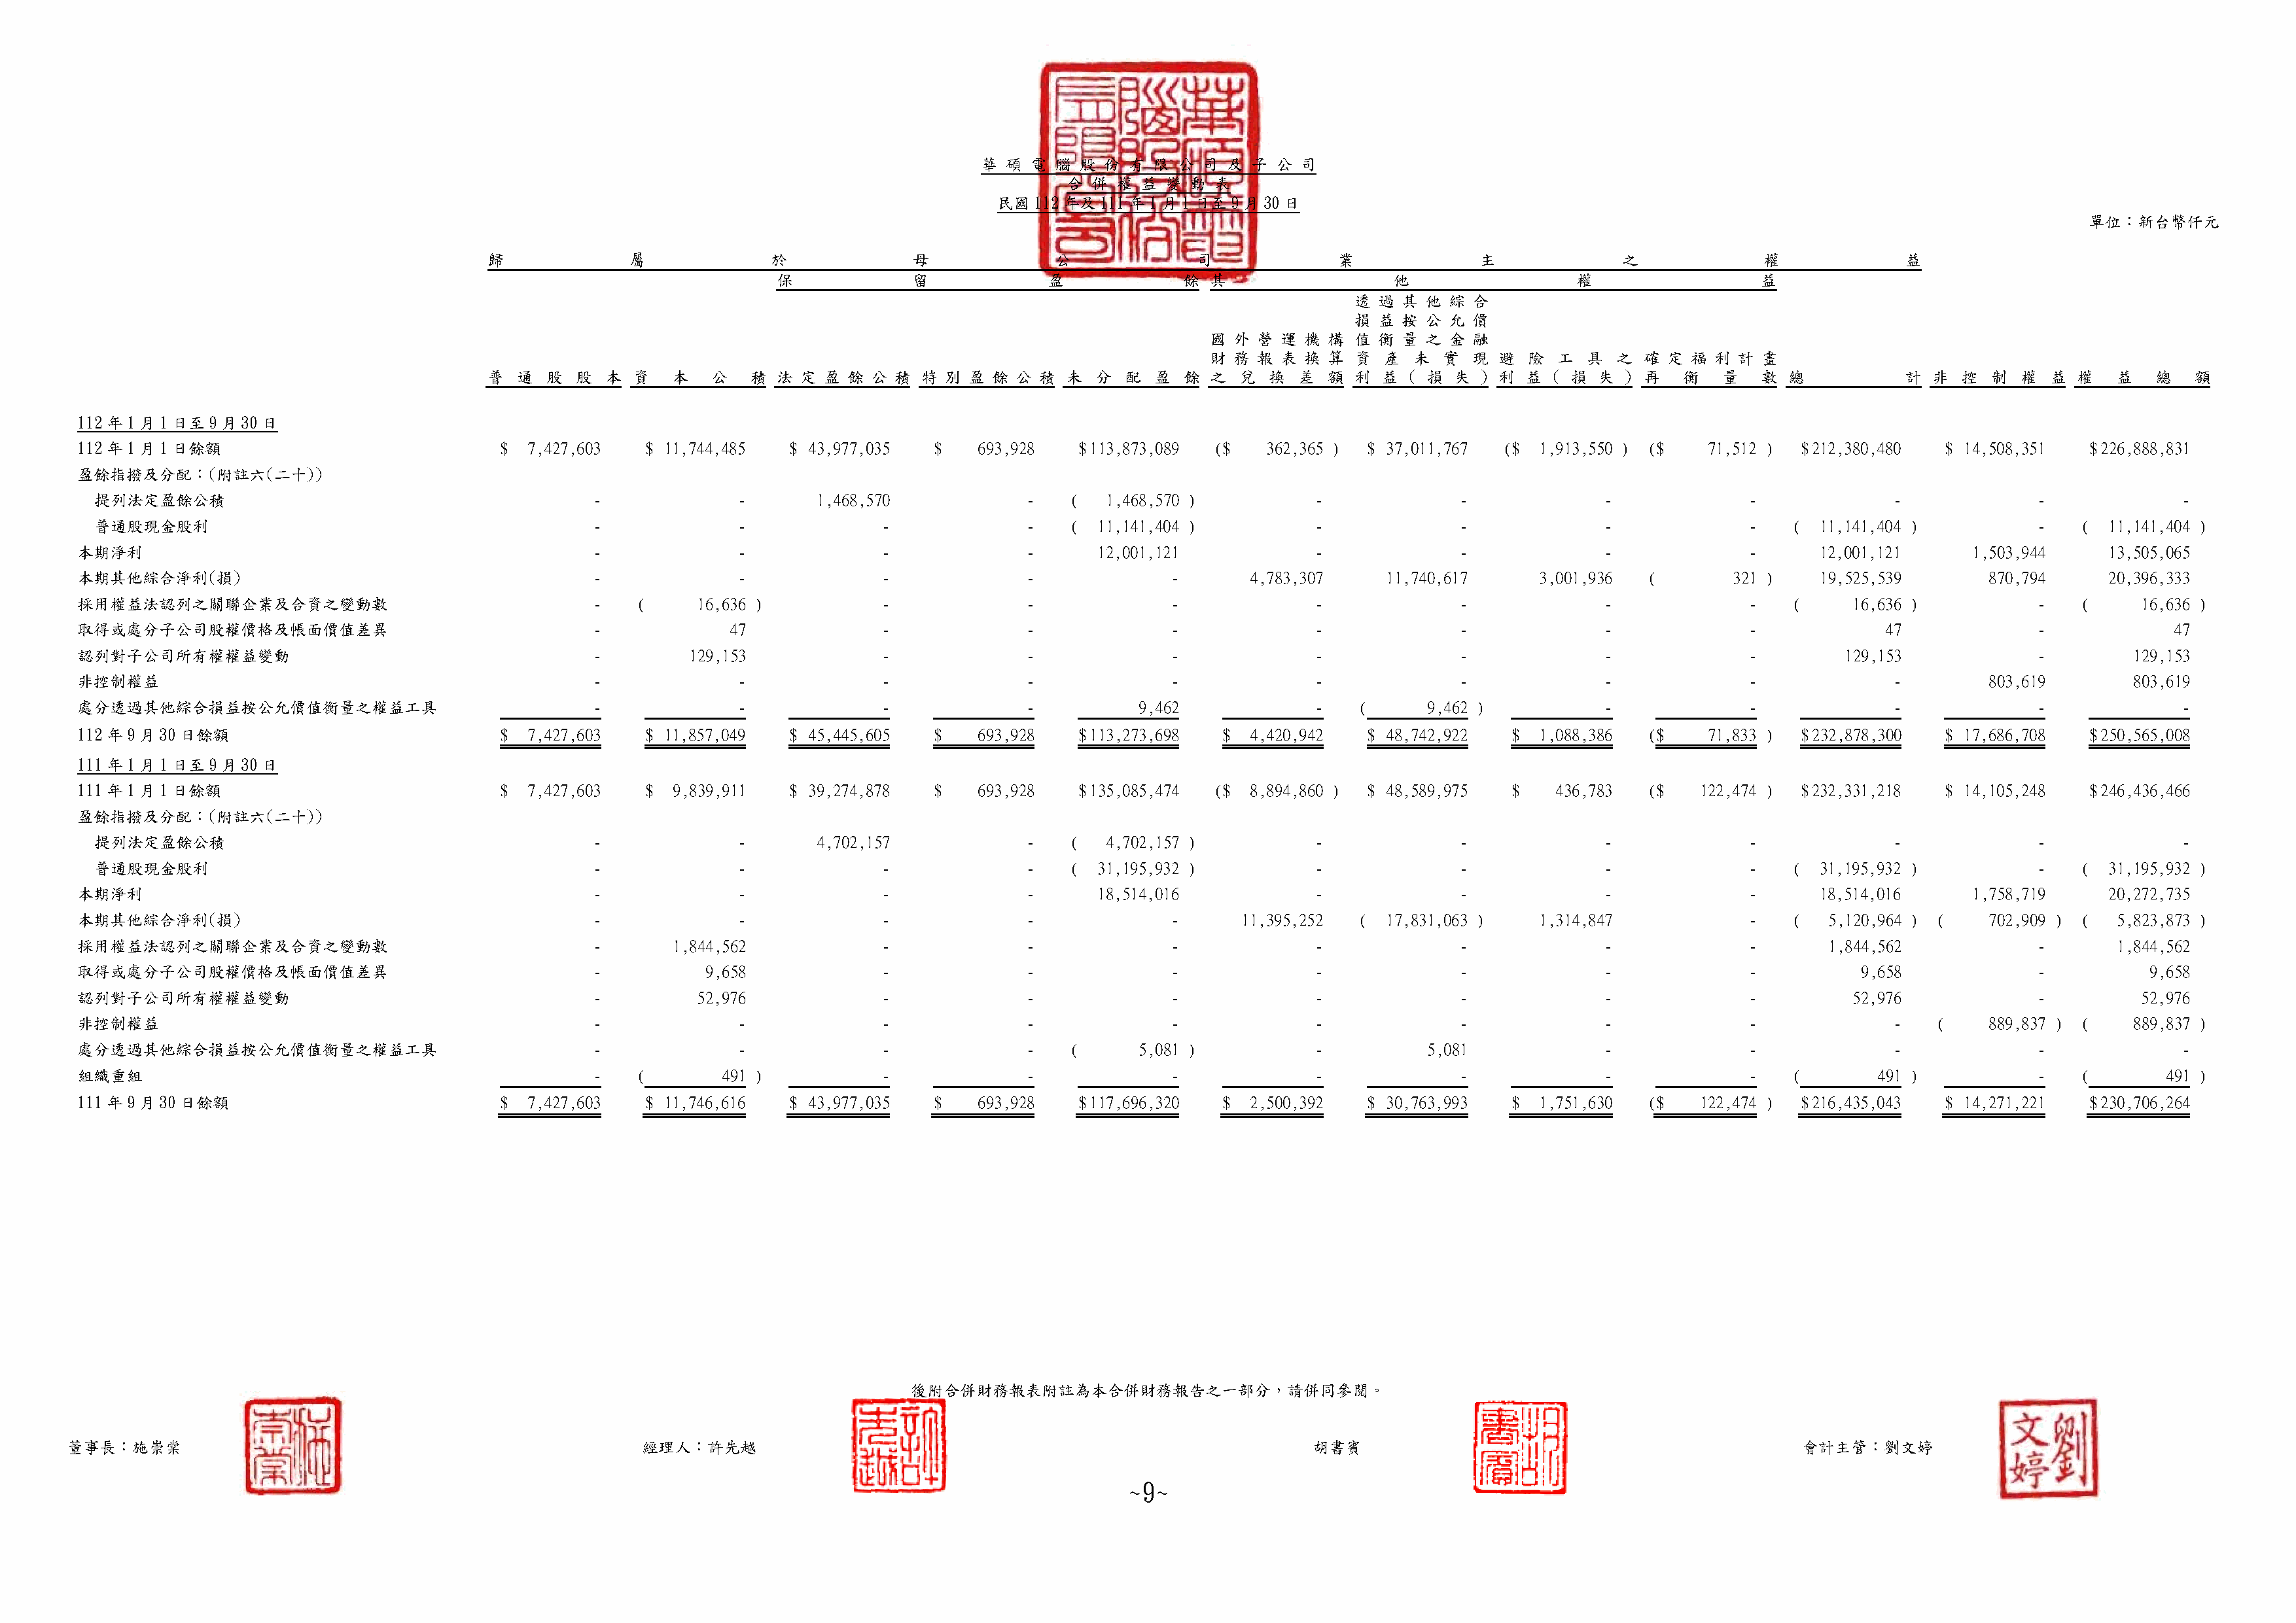 華碩電腦股份有限公司及子公司
合併權益變動表
民國112年及111年1月1日至9月30日
單位：新台幣仟元
歸屬於母公司業主之權益
保留盈餘 其他權益
透過其他綜合
損益按公允價
國外營運機構 值衡量之金融
財務報表換算 資產未實現 避險工具之 確定福利計畫
普通股股本 資本公積 法定盈餘公積 特別盈餘公積 未分配盈餘 之兌換差額 利益(損失) 利益(損失) 再衡量數 總計 非控制權益 權益總額
112年1月1日至9月30日
112年1月1日餘額 $ 7,427,603 $ 11,744,485 $ 43,977,035 $ 693,928 $113,873,089 ($ 362,365 ) $ 37,011,767 ($ 1,913,550 ) ($ 71,512 ) $212,380,480 $ 14,508,351 $226,888,831
盈餘指撥及分配：(附註六(二十))
提列法定盈餘公積 - - 1,468,570 - ( 1,468,570 ) - - - - - - -
普通股現金股利 - - - - ( 11,141,404 ) - - - - ( 11,141,404 ) - ( 11,141,404 )
本期淨利 - - - - 12,001,121 - - - - 12,001,121 1,503,944 13,505,065
本期其他綜合淨利(損) - - - - - 4,783,307 11,740,617 3,001,936 ( 321 ) 19,525,539 870,794 20,396,333
採用權益法認列之關聯企業及合資之變動數 - ( 16,636 ) - - - - - - - ( 16,636 ) - ( 16,636 )
取得或處分子公司股權價格及帳面價值差異 - 47 - - - - - - - 47 - 47
認列對子公司所有權權益變動 - 129,153 - - - - - - - 129,153 - 129,153
非控制權益 - - - - - - - - - - 803,619 803,619
處分透過其他綜合損益按公允價值衡量之權益工具 - - - - 9,462 - ( 9,462 ) - - - - -
112年9月30日餘額 $ 7,427,603 $ 11,857,049 $ 45,445,605 $ 693,928 $113,273,698 $ 4,420,942 $ 48,742,922 $ 1,088,386 ($ 71,833 ) $232,878,300 $ 17,686,708 $250,565,008
111年1月1日至9月30日
111年1月1日餘額 $ 7,427,603 $ 9,839,911 $ 39,274,878 $ 693,928 $135,085,474 ($ 8,894,860 ) $ 48,589,975 $ 436,783 ($ 122,474 ) $232,331,218 $ 14,105,248 $246,436,466
盈餘指撥及分配：(附註六(二十))
提列法定盈餘公積 - - 4,702,157 - ( 4,702,157 ) - - - - - - -
普通股現金股利 - - - - ( 31,195,932 ) - - - - ( 31,195,932 ) - ( 31,195,932 )
本期淨利 - - - - 18,514,016 - - - - 18,514,016 1,758,719 20,272,735
本期其他綜合淨利(損) - - - - - 11,395,252 ( 17,831,063 ) 1,314,847 - ( 5,120,964 ) ( 702,909 ) ( 5,823,873 )
採用權益法認列之關聯企業及合資之變動數 - 1,844,562 - - - - - - - 1,844,562 - 1,844,562
取得或處分子公司股權價格及帳面價值差異 - 9,658 - - - - - - - 9,658 - 9,658
認列對子公司所有權權益變動 - 52,976 - - - - - - - 52,976 - 52,976
非控制權益 - - - - - - - - - - ( 889,837 ) ( 889,837 )
處分透過其他綜合損益按公允價值衡量之權益工具 - - - - ( 5,081 ) - 5,081 - - - - -
組織重組 - ( 491 ) - - - - - - - ( 491 ) - ( 491 )
111年9月30日餘額 $ 7,427,603 $ 11,746,616 $ 43,977,035 $ 693,928 $117,696,320 $ 2,500,392 $ 30,763,993 $ 1,751,630 ($ 122,474 ) $216,435,043 $ 14,271,221 $230,706,264
後附合併財務報表附註為本合併財務報告之一部分，請併同參閱。
董事長：施崇棠 經理人：許先越 胡書賓 會計主管：劉文婷
劉文婷
~9~